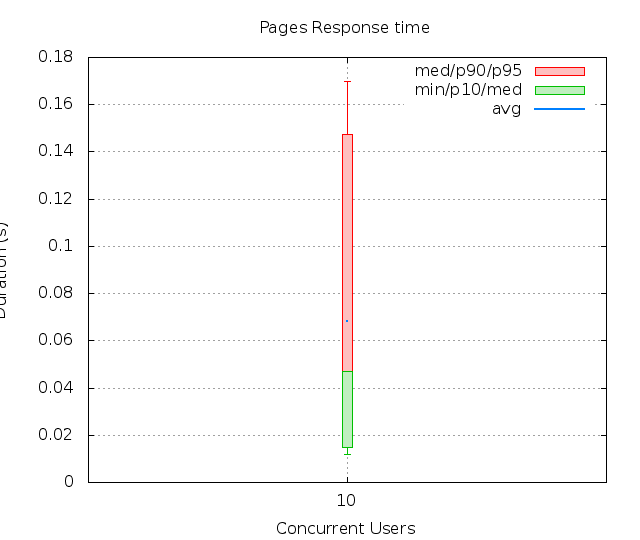 Pages Response time
0.18
0.16
0.14
0.12
0.1
0.08
0.06
0.04
0.02
0
Duration (s)
med/p90/p95
min/p10/med
avg
10
Concurrent Users